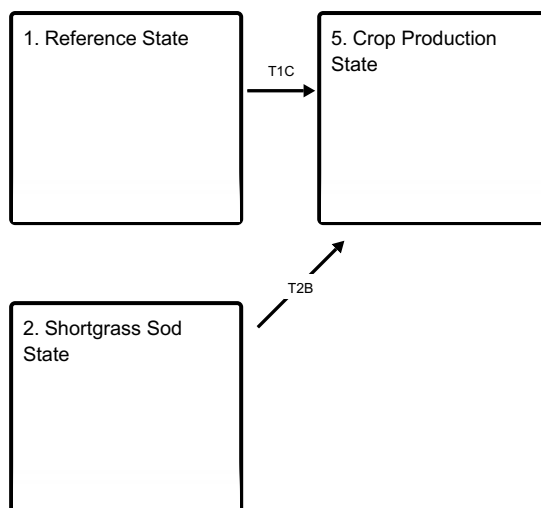 1. Reference State
T1C
5. Crop Production
State
T2B
2. Shortgrass Sod
State